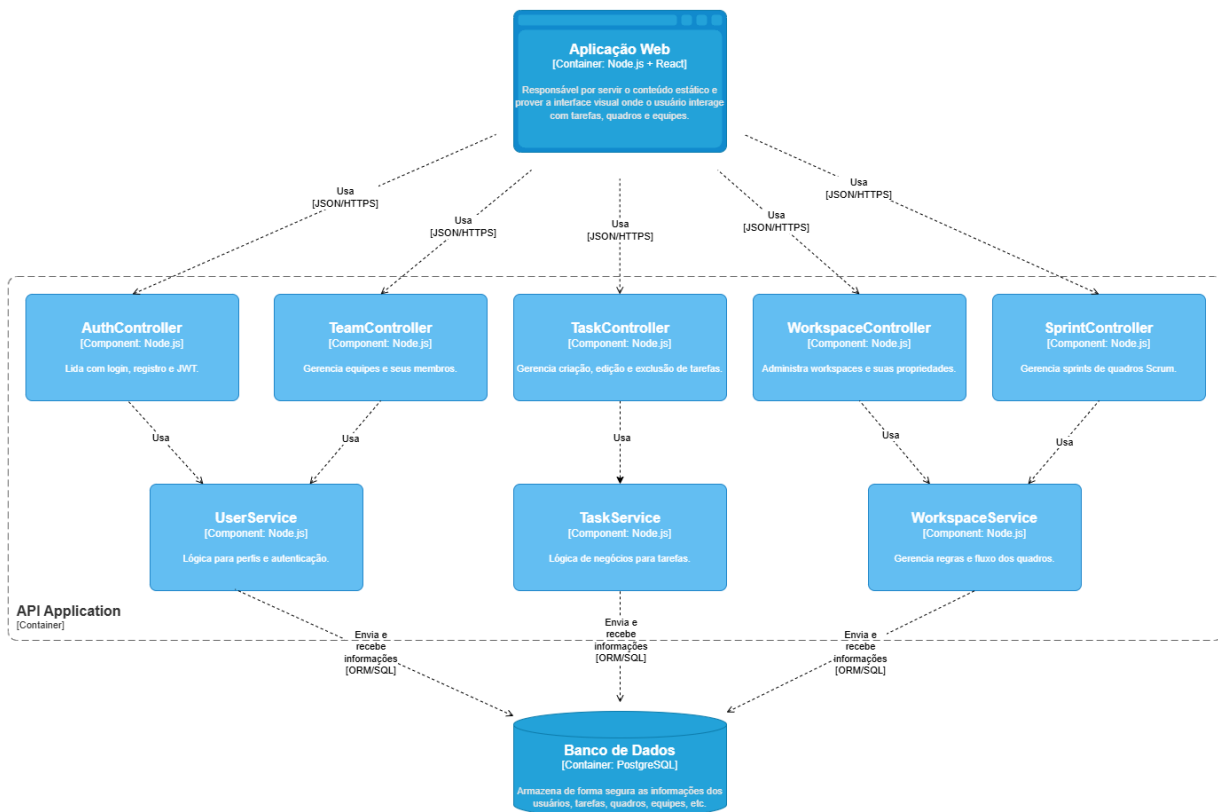 Aplicação Web
[Container: Node.js + React]
Responsável por servir o conteúdo estático e
prover a interface visual onde o usuário interage
com tarefas, quadros e equipes.
Usa
[JSON/HTTPS]
Usa
[JSON/HTTPS]
Usa
[JSON/HTTPS]
Usa
[JSON/HTTPS]
Usa
[JSON/HTTPS]
AuthController
[Component: Node.js]
Lida com login, registro e JWT.
TeamController
[Component: Node.js]
Gerencia equipes e seus membros.
TaskController
[Component: Node.js]
Gerencia criação, edição e exclusão de tarefas.
WorkspaceController
[Component: Node.js]
Administra workspaces e suas propriedades.
SprintController
[Component: Node.js]
Gerencia sprints de quadros Scrum.
Usa
Usa
Usa
Usa
Usa
UserService
[Component: Node.js]
Lógica para perfis e autenticação.
TaskService
[Component: Node.js]
Lógica de negócios para tarefas.
WorkspaceService
[Component: Node.js]
Gerencia regras e fluxo dos quadros.
API Application
[Container]
Envia e
recebe
informações
[ORM/SQL]
Envia e
recebe
informações
[ORM/SQL]
Envia e
recebe
informações
[ORM/SQL]
Banco de Dados
[Container: PostgreSQL]
Armazena de forma segura as informações dos
usuários, tarefas, quadros, equipes, etc.